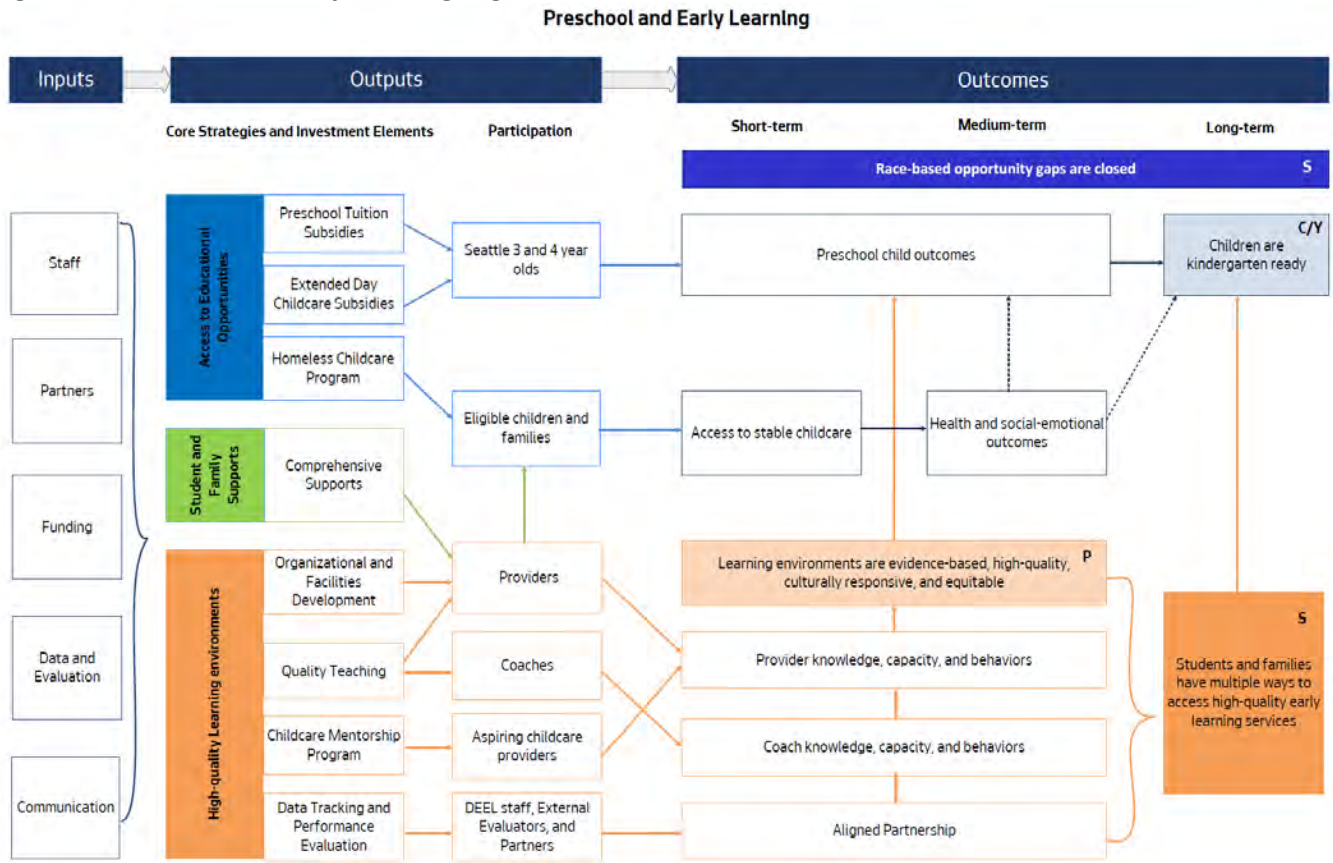 Preschool and Early Learning
Inputs
Outputs
Outcomes
Core Strategies and Investment Elements
Participation
Short-term
Medium-term
Long-term
Race-based opportunity gaps are closed
S
Staff
Partners
Funding
Data and
Evaluation
Communication
Access to Educational
Opportunities
Preschool Tuition
Subsidies
Extended Day
Childcare Subsidies
Homeless Childcare
Program
Student and
Family
Supports
Comprehensive
Supports
High-quality Learning environments
Organizational and
Facilities
Development
Quality Teaching
Childcare Mentorship
Program
Data Tracking and
Performance
Evaluation
Seattle 3 and 4 year
olds
Eligible children and
families
Providers
Coaches
Aspiring childcare
providers
DEEL staff, External
Evaluators, and
Partners
Preschool child outcomes
Access to stable childcare
Health and social-emotional
outcomes
P
Learning environments are evidence-based, high-quality,
culturally responsive, and equitable
Provider knowledge, capacity, and behaviors
Coach knowledge, capacity, and behaviors
Aligned Partnership
C/Y
Children are
kindergarten ready
S
Students and families
have multiple ways to
access high-quality early
learning services